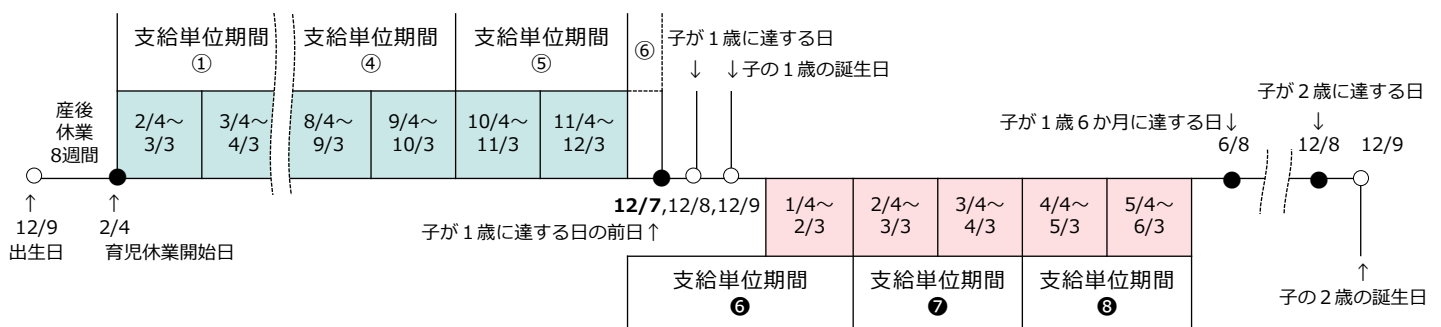 支給単位期間
①
支給単位期間
④
支給単位期間
⑤
⑥
子が１歳に達する日
↓
↓子の１歳の誕生日
産後
休業
8週間
2/4～
3/3
3/4～
4/3
8/4～
9/3
9/4～
10/3
10/4～
11/3
11/4～
12/3
子が２歳に達する日
↓
子が１歳６か月に達する日↓
6/8
12/8
12/9
↑
12/9
出生日
↑
2/4
育児休業開始日
12/7,12/8,12/9
子が１歳に達する日の前日↑
1/4～
2/3
2/4～
3/3
3/4～
4/3
4/4～
5/3
5/4～
6/3
支給単位期間
❻
支給単位期間
❼
支給単位期間
❽
↑
子の２歳の誕生日